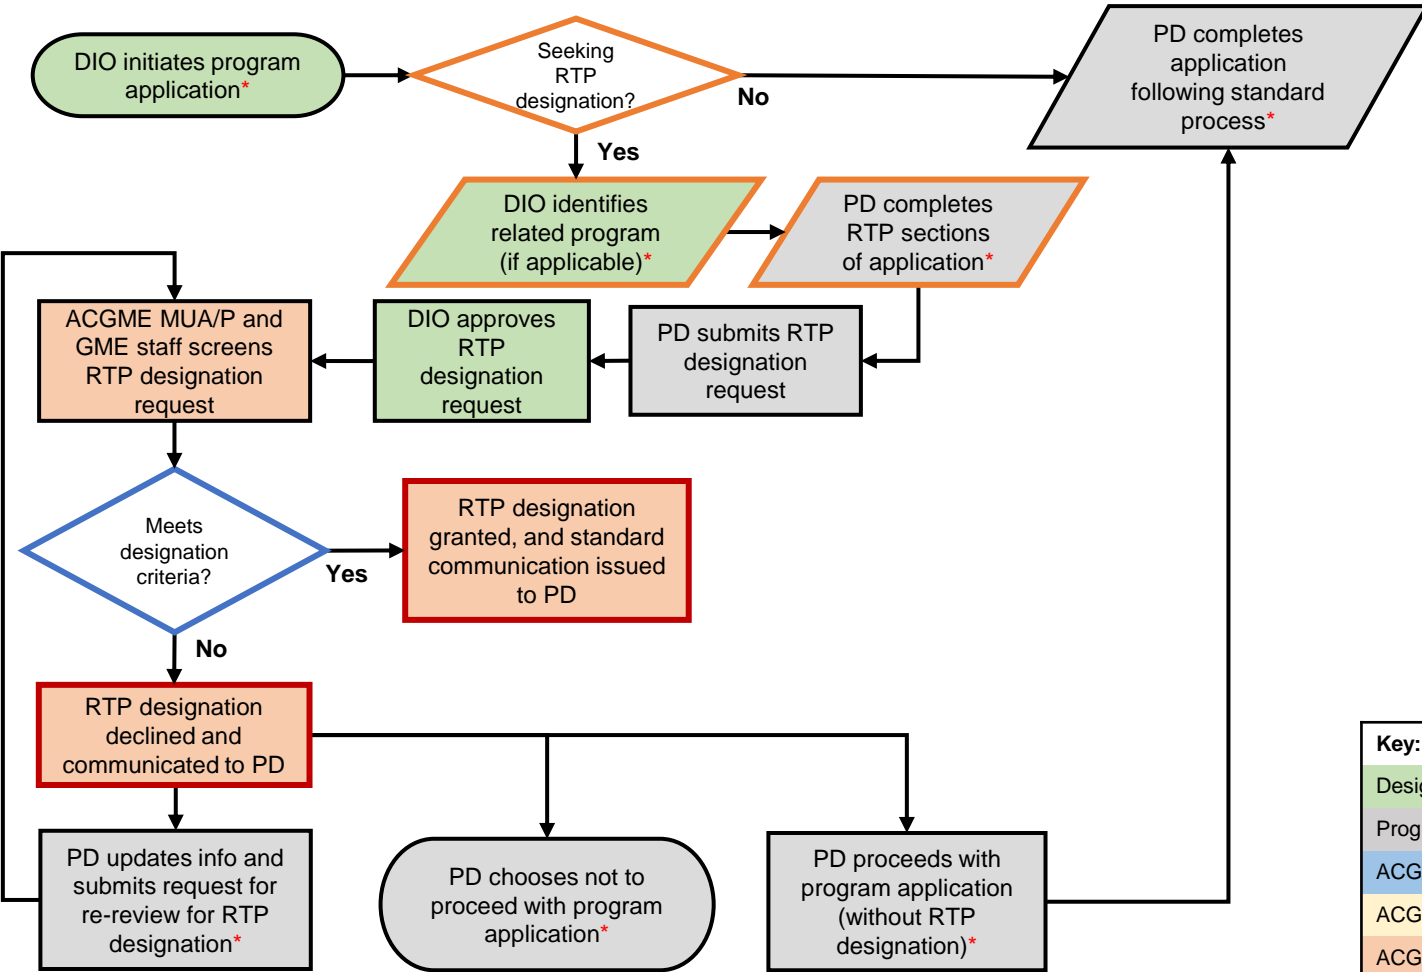 DIO initiates program
application*
Seeking
RTP
designation?
No
Yes
PD completes
application
following standard
process*
DIO identifies
related program
(if applicable)*
PD completes
RTP sections
of application*
ACGME MUA/P and
GME staff screens
RTP designation
request
DIO approves
RTP
designation
request
PD submits RTP
designation
request
Meets
designation
criteria?
Yes
No
RTP designation
granted, and standard
communication issued
to PD
RTP designation
declined and
communicated to PD
PD updates info and
submits request for
re-review for RTP
designation*
PD chooses not to
proceed with program
application*
PD proceeds with
program application
(without RTP
designation)*
Key: